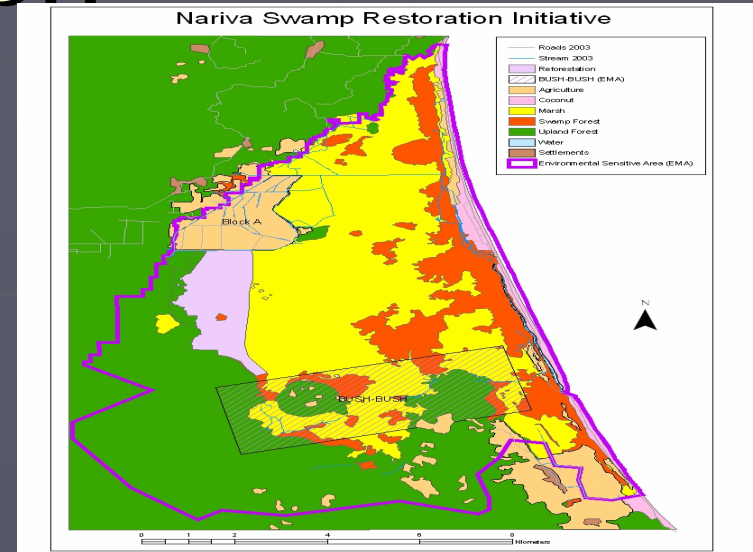 Nariva Swamp Restoration Initiative
Roads 2003
Stream 2003
Reforestation
BUSH-BUSH (EMA)
Agriculture
Coconut
Marsh
Swamp Forest
Upland Forest
Water
Settlements
Environmental Sensitive Area (EMA)
Block A
N
BUSH-BUSH
0 1 2 4 6 8
Kilometers